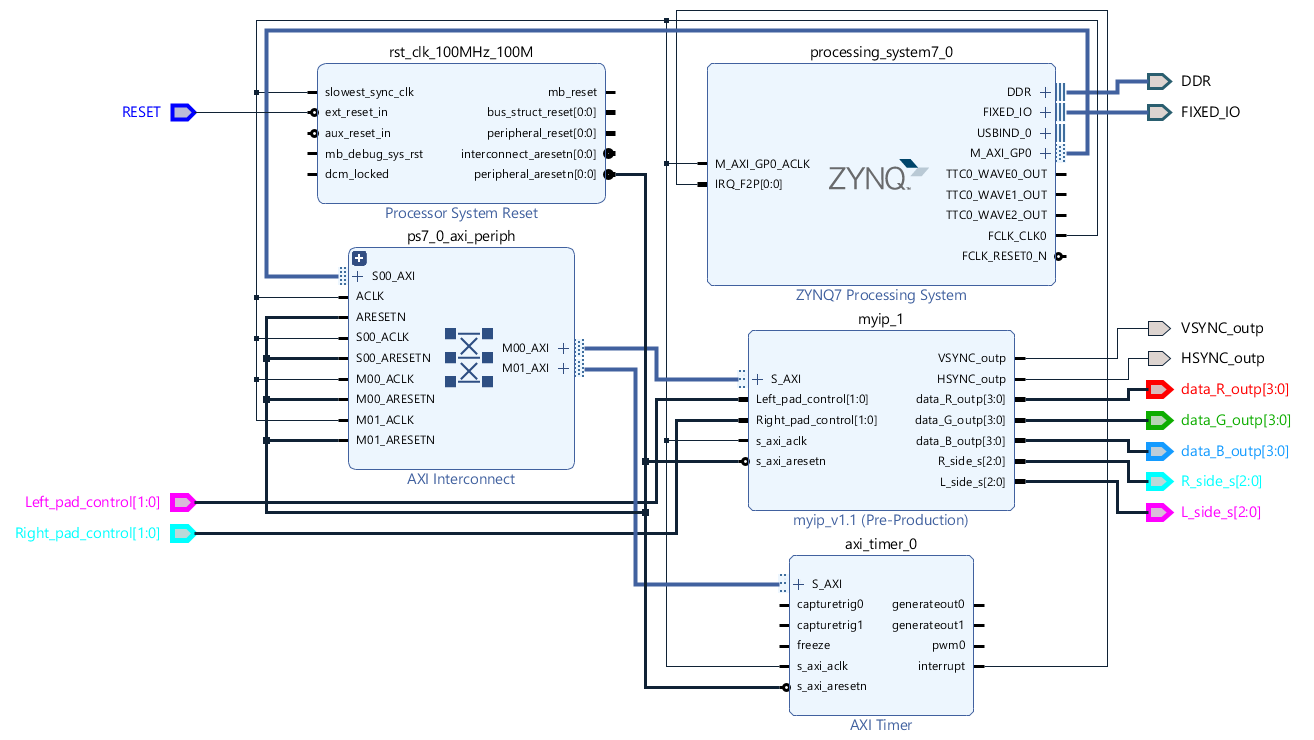 RESET
Left_pad_control[1:0]
Right_pad_control[1:0]
rst_clk_100MHz_100M
slowest_sync_clk
ext_reset_in
aux_reset_in
mb_debug_sys_rst
dcm_locked
mb_reset
bus_struct_reset[0:0]
peripheral_reset[0:0]
interconnect_aresetn[0:0]
peripheral_aresetn[0:0]
Processor System Reset
ps7_0_axi_periph
S00_AXI
ACLK
ARESETN
S00_ACLK
S00_ARESETN
M00_ACLK
M00_ARESETN
M01_ACLK
M01_ARESETN
M00_AXI
M01_AXI
AXI Interconnect
processing_system7_0
M_AXI_GP0_ACLK
IRQ_F2P[0:0]
ZYNQ
DDR
FIXED_IO
USBIND_0
M_AXI_GP0
TTC0_WAVE0_OUT
TTC0_WAVE1_OUT
TTC0_WAVE2_OUT
FCLK_CLK0
FCLK_RESET0_N
ZYNQ7 Processing System
myip_1
S_AXI
Left_pad_control[1:0]
Right_pad_control[1:0]
s_axi_aclk
s_axi_aresetn
VSYNC_outp
HSYNC_outp
data_R_outp[3:0]
data_G_outp[3:0]
data_B_outp[3:0]
R_side_s[2:0]
L_side_s[2:0]
myip_v1.1 (Pre-Production)
axi_timer_0
S_AXI
capturetrig0
capturetrig1
freeze
s_axi_aclk
s_axi_aresetn
generateout0
generateout1
pwm0
interrupt
AXI Timer
DDR
FIXED_IO
VSYNC_outp
HSYNC_outp
data_R_outp[3:0]
data_G_outp[3:0]
data_B_outp[3:0]
R_side_s[2:0]
L_side_s[2:0]